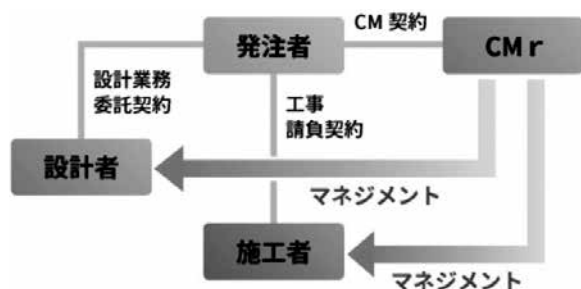 発注者
CM 契約
CMr
設計業務
委託契約
工事
請負契約
設計者
マネジメント
施工者
マネジメント